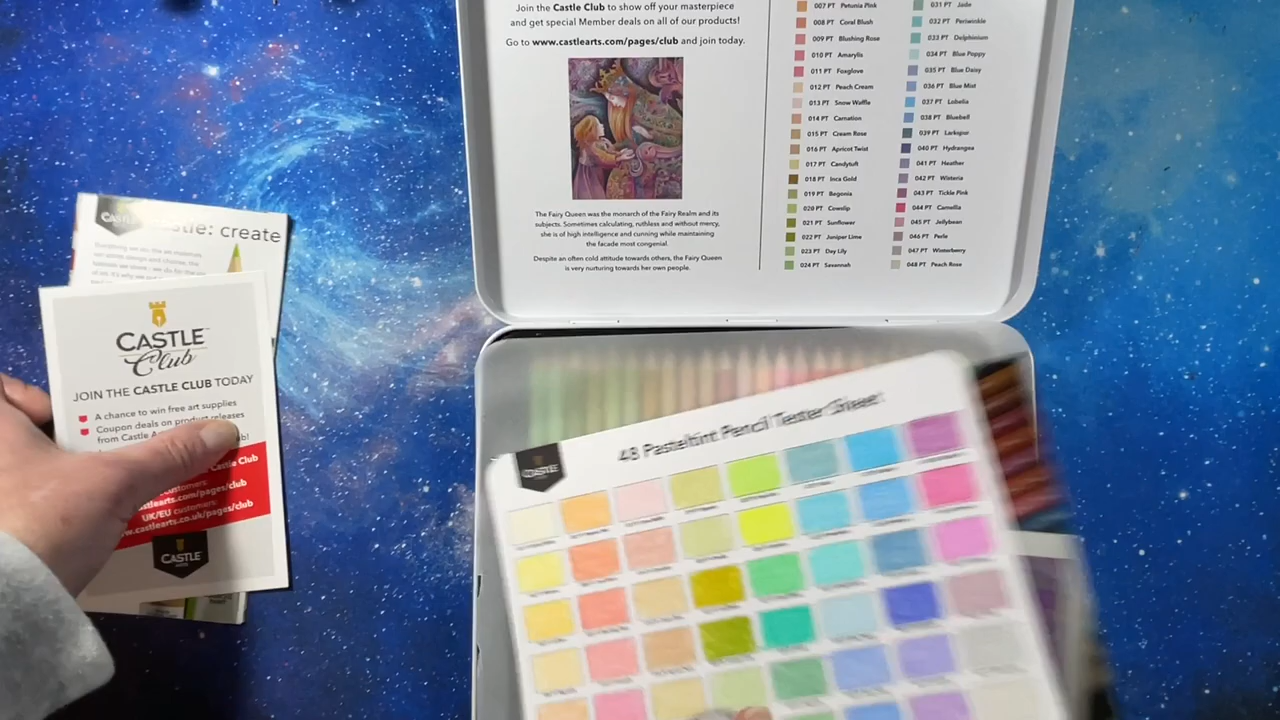 Join the Castle Club to show off your masterpiece
and get special Member deals on all of our products!
Go to www.castlearts.com/pages/club and join today.
The Fairy Queen was the monarch of the Fairy Realm and its
subjects. Sometimes calculating, ruthless and without mercy,
she is of high intelligence and cunning while maintaining
the facade most congenial.
Despite an often cold attitude towards others, the Fairy Queen
is very nurturing towards her own people.
007 PT Petunia Pink
008 PT Coral Blush
009 PT Blushing Rose
010 PT Amaryllis
011 PT Foxglove
012 PT Peach Cream
013 PT Snow Waffle
014 PT Carnation
015 PT Cream Rose
016 PT Apricot Twist
017 PT Candytuft
018 PT Inca Gold
019 PT Begonia
020 PT Cowslip
021 PT Sunflower
022 PT Juniper Lime
023 PT Day Lily
024 PT Savannah
031 PT Jade
032 PT Periwinkle
033 PT Delphinium
034 PT Blue Poppy
035 PT Blue Daisy
036 PT Blue Mist
037 PT Lobelia
038 PT Bluebell
039 PT Larkspur
040 PT Hydrangea
041 PT Heather
042 PT Wisteria
043 PT Tickle Pink
044 PT Camellia
045 PT Jellybean
046 PT Perle
047 PT Winterberry
048 PT Peach Rose
stle: create
CASTLE
Club
JOIN THE CASTLE CLUB TODAY
A chance to win free art supplies
Coupon deals on product releases
from Castle
Castle Club
customers:
castlearts.com/pages/club
UK/EU customers:
w.castlearts.co.uk/pages/club
CASTLE
CASTLE
48 Pasteltint Pencil Tester Sheet